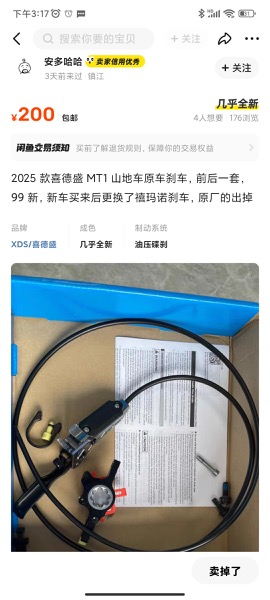 下午3:17
51
搜索你要的宝贝
+ 关注
安多哈哈 卖家信用优秀
3天前来过 镇江
+ 关注
¥200 包邮
几乎全新
4人想要 176浏览
闲鱼交易须知 买前了解退货规则，保障你的交易权益
2025 款喜德盛 MT1 山地车原车刹车，前后一套，
99 新，新车买来后更换了禧玛诺刹车，原厂的出掉
品牌 成色 制动系统
XDS/喜德盛 几乎全新 油压碟刹
卖掉了